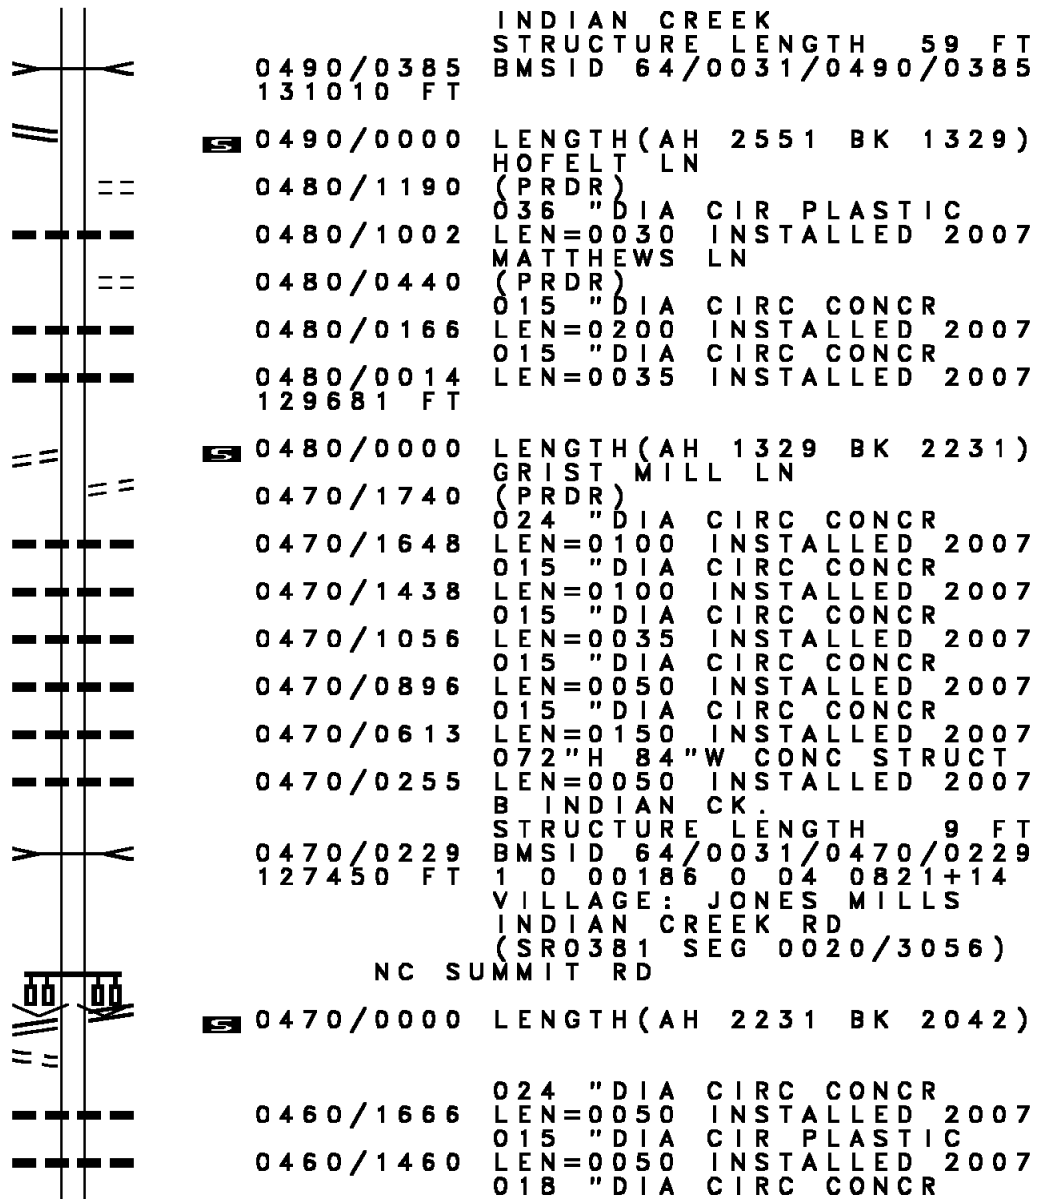 INDIAN CREEK
STRUCTURE LENGTH 59 FT
0490/0385 BMSID 64/0031/0490/0385
131010 FT
S 0490/0000 LENGTH(AH 2551 BK 1329)
HOFELT LN
0480/1190 (PRDR)
036 "DIA CIR PLASTIC
0480/1002 LEN=0030 INSTALLED 2007
MATTHEWS LN
0480/0440 (PRDR)
015 "DIA CIRC CONCR
0480/0166 LEN=0200 INSTALLED 2007
015 "DIA CIRC CONCR
0480/0014 LEN=0035 INSTALLED 2007
129681 FT
S 0480/0000 LENGTH(AH 1329 BK 2231)
GRIST MILL LN
0470/1740 (PRDR)
024 "DIA CIRC CONCR
0470/1648 LEN=0100 INSTALLED 2007
015 "DIA CIRC CONCR
0470/1438 LEN=0100 INSTALLED 2007
015 "DIA CIRC CONCR
0470/1056 LEN=0035 INSTALLED 2007
015 "DIA CIRC CONCR
0470/0896 LEN=0050 INSTALLED 2007
015 "DIA CIRC CONCR
0470/0613 LEN=0150 INSTALLED 2007
072"H 84"W CONC STRUCT
0470/0255 LEN=0050 INSTALLED 2007
B INDIAN CK.
STRUCTURE LENGTH 9 FT
0470/0229 BMSID 64/0031/0470/0229
127450 FT 1 0 00186 0 04 0821+14
VILLAGE: JONES MILLS
INDIAN CREEK RD
(SR0381 SEG 0020/3056)
NC SUMMIT RD
S 0470/0000 LENGTH(AH 2231 BK 2042)
024 "DIA CIRC CONCR
0460/1666 LEN=0050 INSTALLED 2007
015 "DIA CIR PLASTIC
0460/1460 LEN=0050 INSTALLED 2007
018 "DIA CIRC CONCR